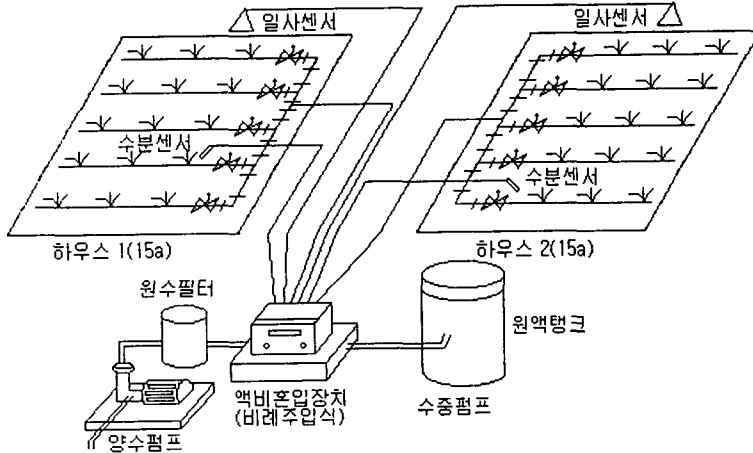 일사센서
일사센서
수분센서
수분센서
하우스 1(15a)
하우스 2(15a)
원수필터
원액탱크
액비혼입장치
(비례주입식)
수중펌프
양수펌프